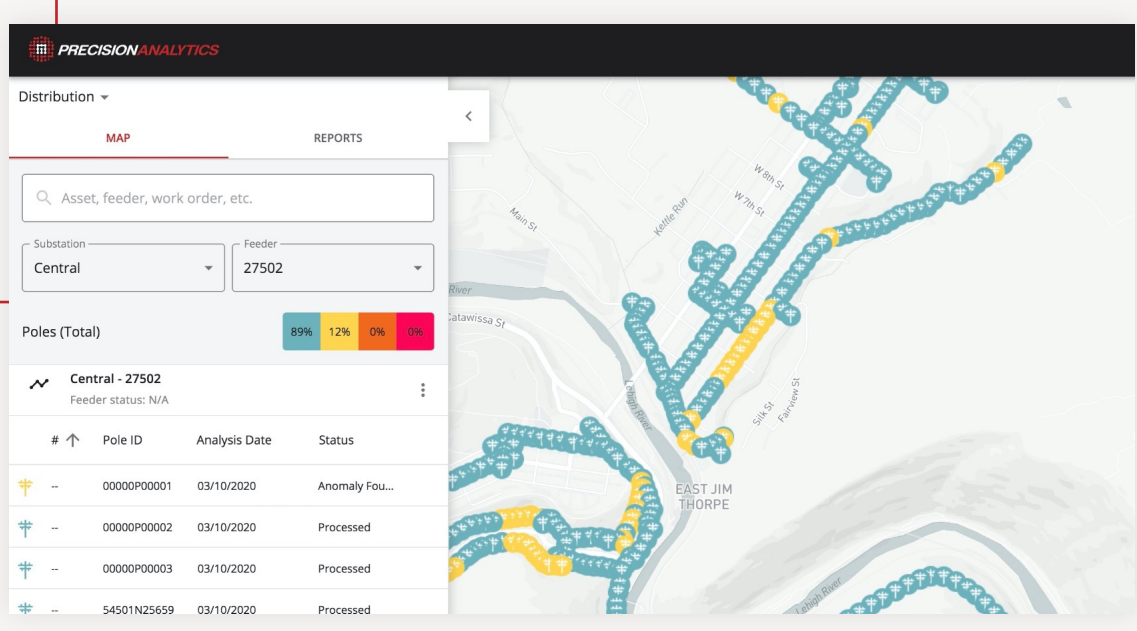 PRECISIONANALYTICS
Distribution
MAP
REPORTS
Asset, feeder, work order, etc.
Substation
Central
Feeder
27502
Poles (Total)
89% 12% 0% 0%
Central - 27502
Feeder status: N/A
# Pole ID Analysis Date Status
-- 00000P00001 03/10/2020 Anomaly Fou...
-- 00000P00002 03/10/2020 Processed
-- 00000P00003 03/10/2020 Processed
-- 54501N25659 03/10/2020 Processed
W 8th St
W 7th St
Kettle Run
Main St
River
Catawissa St
Lehigh River
Silk St
Fairview St
EAST JIM
THORPE
Lehigh River